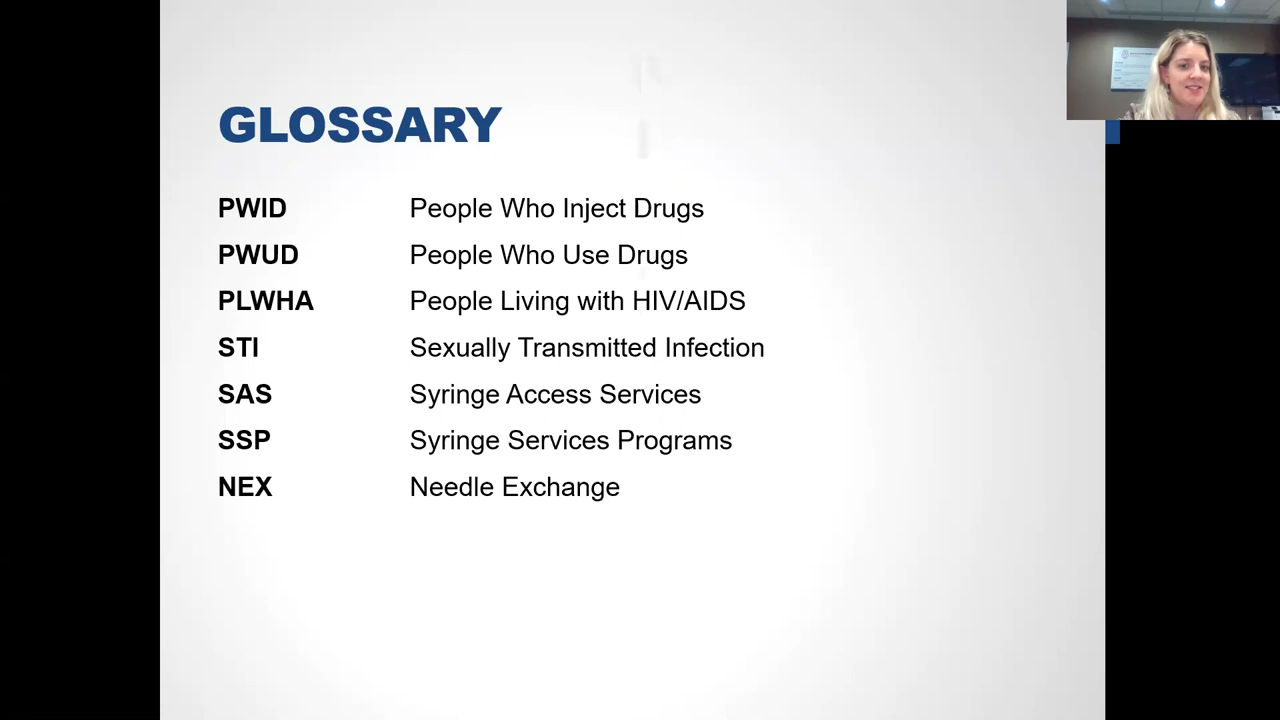 GLOSSARY
PWID People Who Inject Drugs
PWUD People Who Use Drugs
PLWHA People Living with HIV/AIDS
STI Sexually Transmitted Infection
SAS Syringe Access Services
SSP Syringe Services Programs
NEX Needle Exchange